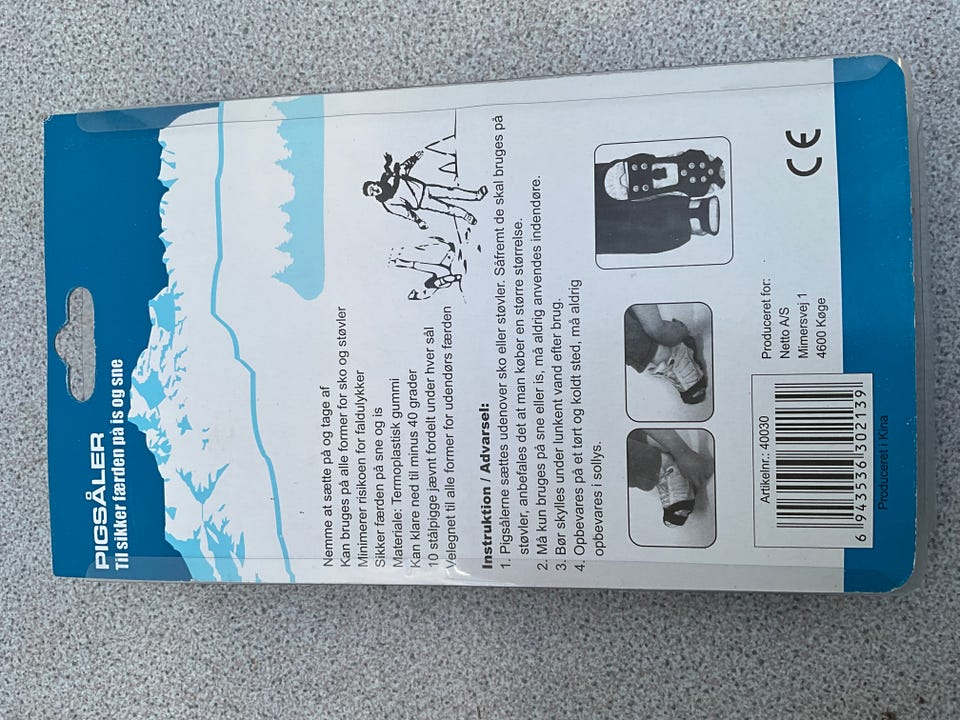 PIGSÅLER
Til sikker færden på is og sne
Nemme at sætte på og tage af
Kan bruges på alle former for sko og støvler
Minimerer risikoen for faldulykker
Sikker færden på sne og is
Materiale: Termoplastisk gummi
Kan klare ned til minus 40 grader
10 stålpigge jævnt fordelt under hver sål
Velegnet til alle former for udendørs færden
Instruktion / Advarsel:
1. Pigsålerne sættes udenover sko eller støvler. Såfremt de skal bruges på
støvler, anbefales det at man køber en større størrelse.
2. Må kun bruges på sne eller is, må aldrig anvendes indendøre.
3. Bør skylles under lunkent vand efter brug.
4. Opbevares på et tørt og koldt sted, må aldrig
opbevares i sollys.
Artikelnr.: 40030
6 943536 302139
Produceret for:
Netto A/S
Mimersvej 1
4600 Køge
CE
Produceret i Kina